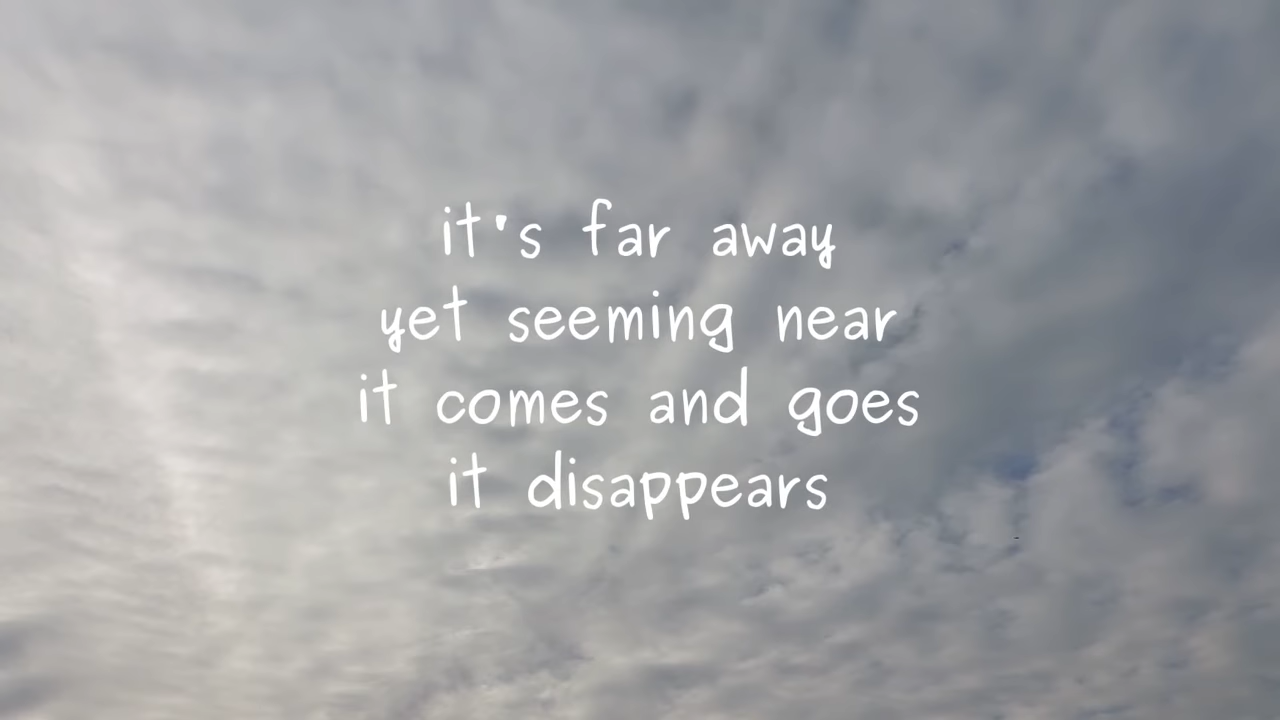 it's far away
yet seeming near
it comes and goes
it disappears